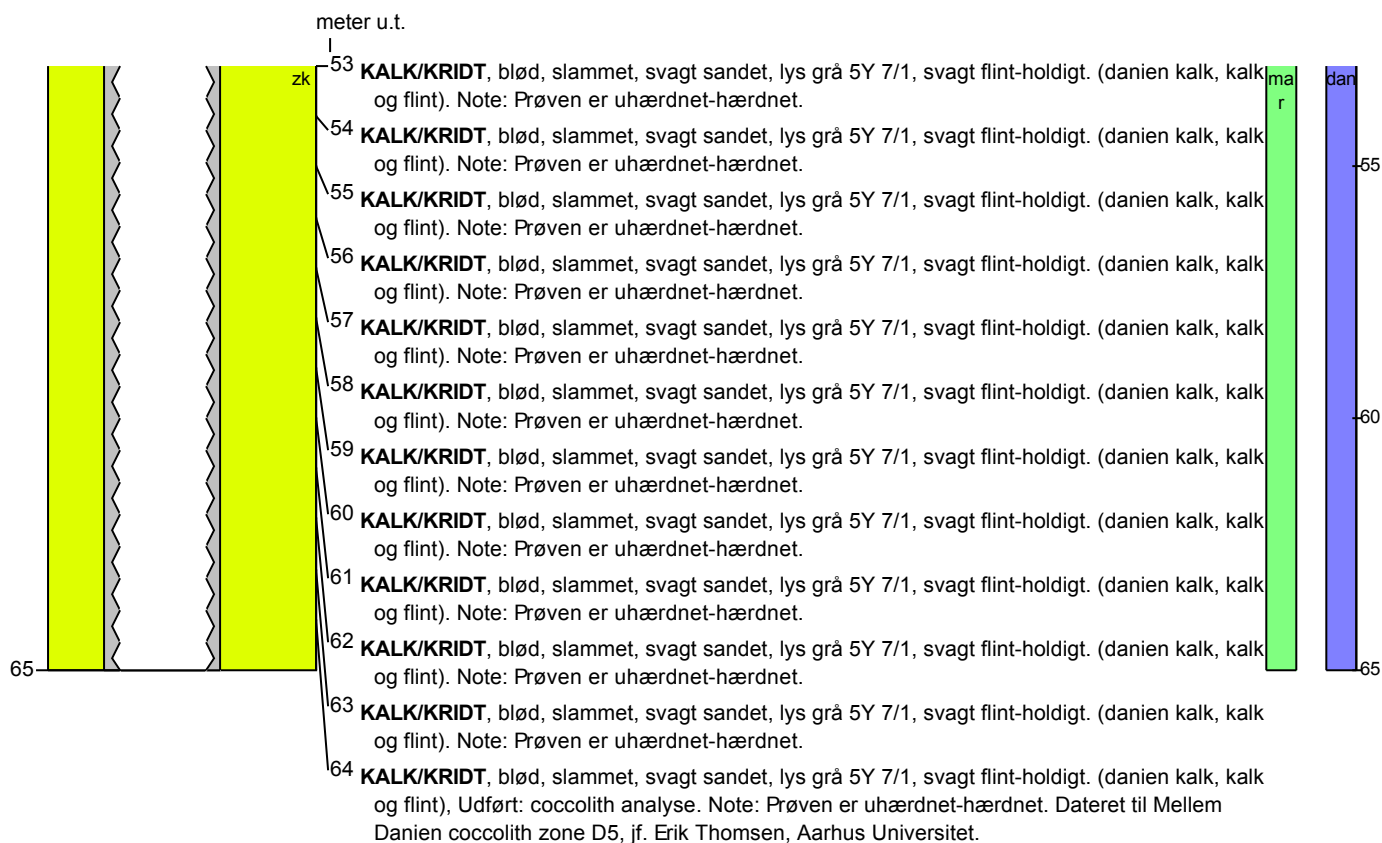 meter u.t.
zk
53 KALK/KRIDT, blød, slammet, svagt sandet, lys grå 5Y 7/1, svagt flint-holdigt. (danien kalk, kalk
og flint). Note: Prøven er uhærdnet-hærdnet.
54 KALK/KRIDT, blød, slammet, svagt sandet, lys grå 5Y 7/1, svagt flint-holdigt. (danien kalk, kalk
og flint). Note: Prøven er uhærdnet-hærdnet.
55 KALK/KRIDT, blød, slammet, svagt sandet, lys grå 5Y 7/1, svagt flint-holdigt. (danien kalk, kalk
og flint). Note: Prøven er uhærdnet-hærdnet.
56 KALK/KRIDT, blød, slammet, svagt sandet, lys grå 5Y 7/1, svagt flint-holdigt. (danien kalk, kalk
og flint). Note: Prøven er uhærdnet-hærdnet.
57 KALK/KRIDT, blød, slammet, svagt sandet, lys grå 5Y 7/1, svagt flint-holdigt. (danien kalk, kalk
og flint). Note: Prøven er uhærdnet-hærdnet.
58 KALK/KRIDT, blød, slammet, svagt sandet, lys grå 5Y 7/1, svagt flint-holdigt. (danien kalk, kalk
og flint). Note: Prøven er uhærdnet-hærdnet.
59 KALK/KRIDT, blød, slammet, svagt sandet, lys grå 5Y 7/1, svagt flint-holdigt. (danien kalk, kalk
og flint). Note: Prøven er uhærdnet-hærdnet.
60 KALK/KRIDT, blød, slammet, svagt sandet, lys grå 5Y 7/1, svagt flint-holdigt. (danien kalk, kalk
og flint). Note: Prøven er uhærdnet-hærdnet.
61 KALK/KRIDT, blød, slammet, svagt sandet, lys grå 5Y 7/1, svagt flint-holdigt. (danien kalk, kalk
og flint). Note: Prøven er uhærdnet-hærdnet.
62 KALK/KRIDT, blød, slammet, svagt sandet, lys grå 5Y 7/1, svagt flint-holdigt. (danien kalk, kalk
og flint). Note: Prøven er uhærdnet-hærdnet.
63 KALK/KRIDT, blød, slammet, svagt sandet, lys grå 5Y 7/1, svagt flint-holdigt. (danien kalk, kalk
og flint). Note: Prøven er uhærdnet-hærdnet.
64 KALK/KRIDT, blød, slammet, svagt sandet, lys grå 5Y 7/1, svagt flint-holdigt. (danien kalk, kalk
og flint), Udført: coccolith analyse. Note: Prøven er uhærdnet-hærdnet. Dateret til Mellem
Danien coccolith zone D5, jf. Erik Thomsen, Aarhus Universitet.
65
ma
r
dan
55
60
65